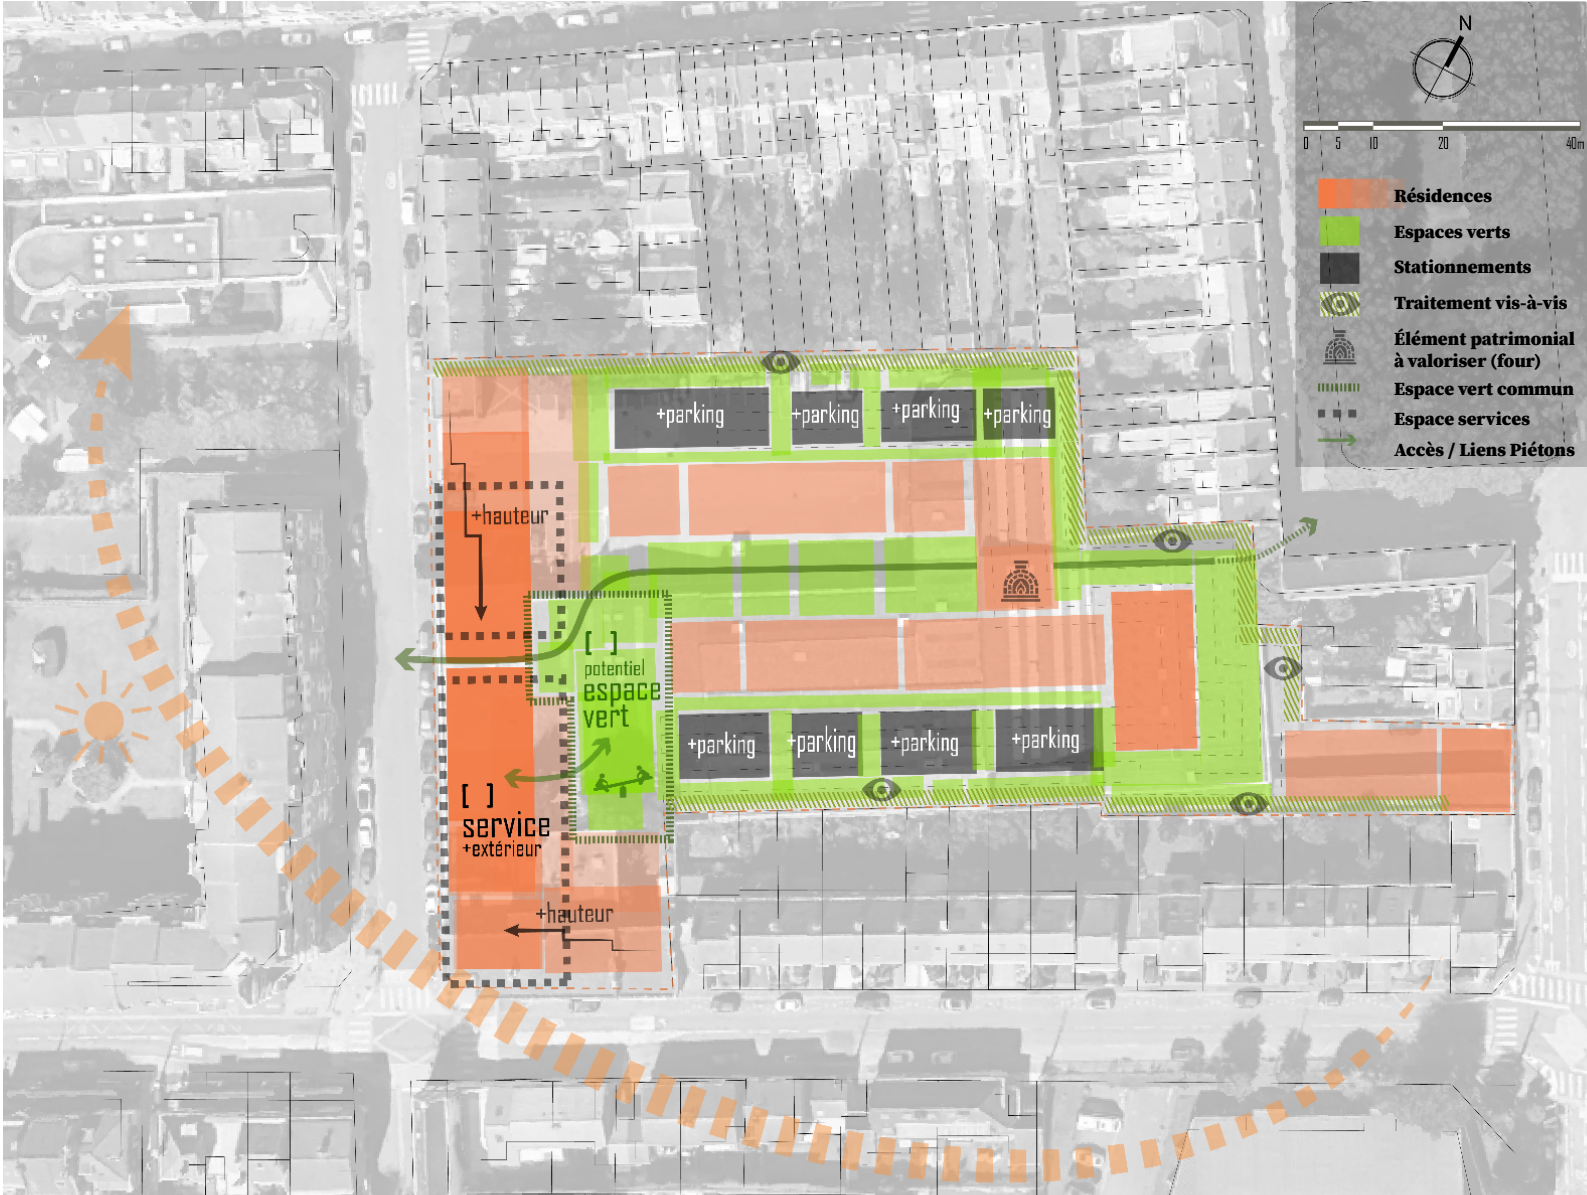 N
0 5 10 20 40m
Résidences
Espaces verts
Stationnements
Traitement vis-à-vis
Élément patrimonial
à valoriser (four)
Espace vert commun
Espace services
Accès / Liens Piétons
+parking
+parking
+parking
+parking
+hauteur
[ ]
potentiel
espace
vert
+parking
+parking
+parking
+parking
[ ]
service
+extérieur
+hauteur